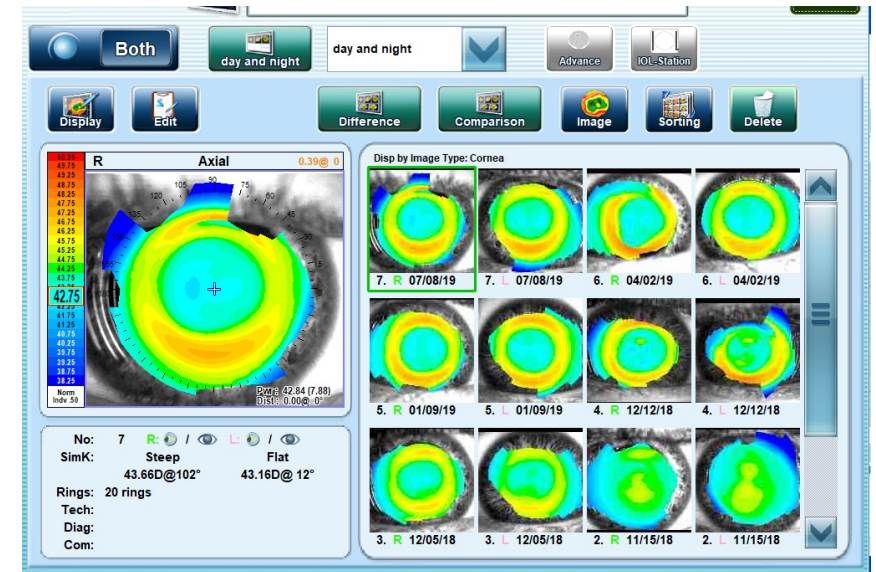 Both
day and night
day and night
Advance
IOL-Station
Display
Edit
Difference
Comparison
Image
Sorting
Delete
R Axial 0.39@ 0
49.75
49.25
48.75
48.25
47.75
47.25
46.75
46.25
45.75
45.25
44.75
44.25
43.75
42.75
41.75
41.25
40.75
40.25
39.75
39.25
38.75
38.25
Norm
Indv .50
120 105 90 75 60
135 45
Pwr: 42.84 (7.88)
Dist: 0.00@ 0°
No: 7 R: / L: /
SimK: Steep Flat
43.66D@102° 43.16D@ 12°
Rings: 20 rings
Tech:
Diag:
Com:
Disp by Image Type: Cornea
7. R 07/08/19 7. L 07/08/19 6. R 04/02/19 6. L 04/02/19
5. R 01/09/19 5. L 01/09/19 4. R 12/12/18 4. L 12/12/18
3. R 12/05/18 3. L 12/05/18 2. R 11/15/18 2. L 11/15/18